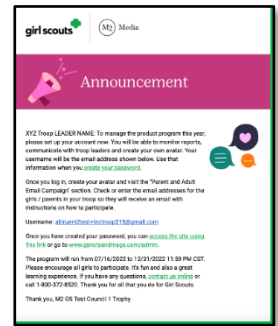 girl scouts
M2 Media
Announcement
XYZ Troop LEADER NAME: To manage the product program this year,
please set up your account now. You will be able to monitor reports,
communicate with troop leaders and create your own avatar. Your
username will be the email address shown below. Use that
information when you create your password.
Once you log in, create your avatar and visit the "Parent and Adult
Email Campaign" section. Check or enter the email addresses for the
girls / parents in your troop so they will receive an email with
instructions on how to participate.
Username:
Once you have created your password, you can access the site using
this link or go to www.gsnutsandmags.com/admin.
The program will run from 07/16/2022 to 12/31/2022 11:59 PM CST.
Please encourage all girls to participate. It's fun and also a great
learning experience. If you have any questions, contact us online or
call 1-800-372-8520. Thank you for all that you do for Girl Scouts.
Thank you, M2 GS Test Council 1 Trophy